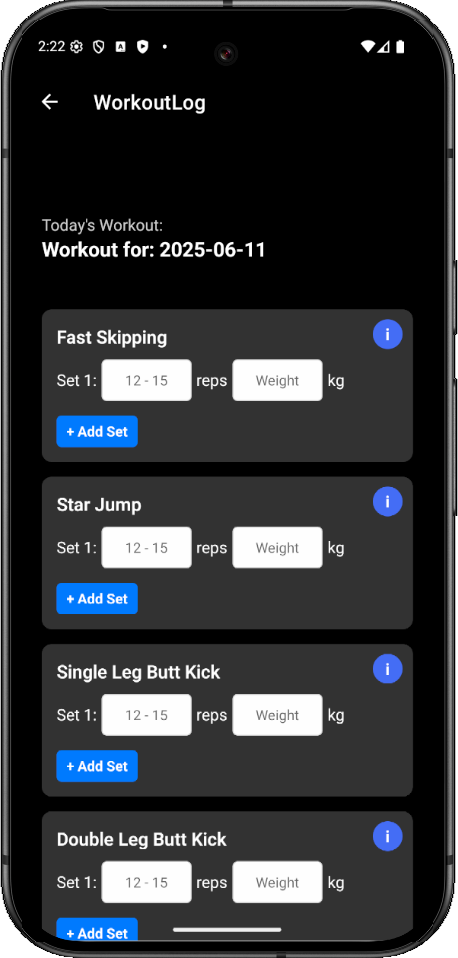 2:22
WorkoutLog
Today's Workout:
Workout for: 2025-06-11
Fast Skipping
i
Set 1: 12 - 15 reps Weight kg
+ Add Set
Star Jump
i
Set 1: 12 - 15 reps Weight kg
+ Add Set
Single Leg Butt Kick
i
Set 1: 12 - 15 reps Weight kg
+ Add Set
Double Leg Butt Kick
i
Set 1: 12 - 15 reps Weight kg
+ Add Set